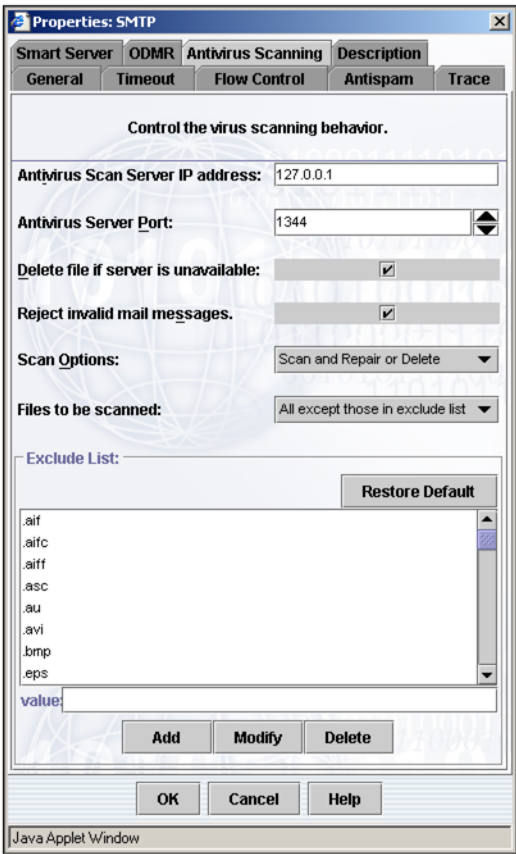 Properties: SMTP
Smart Server ODMR Antivirus Scanning Description
General Timeout Flow Control Antispam Trace
Control the virus scanning behavior.
Antivirus Scan Server IP address: 127.0.0.1
Antivirus Server Port: 1344
Delete file if server is unavailable:
Reject invalid mail messages.
Scan Options: Scan and Repair or Delete
Files to be scanned: All except those in exclude list
Exclude List:
Restore Default
.aif
.aifc
.aiff
.asc
.au
.avi
.bmp
.eps
value:
Add Modify Delete
OK Cancel Help
Java Applet Window